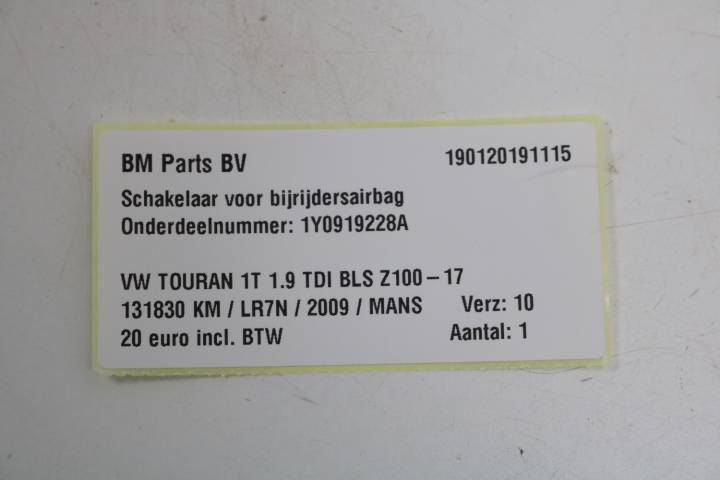 BM Parts BV 190120191115
Schakelaar voor bijrijdersairbag
Onderdeelnummer: 1Y0919228A
VW TOURAN 1T 1.9 TDI BLS Z100-17
131830 KM / LR7N / 2009 / MANS Verz: 10
20 euro incl. BTW Aantal: 1